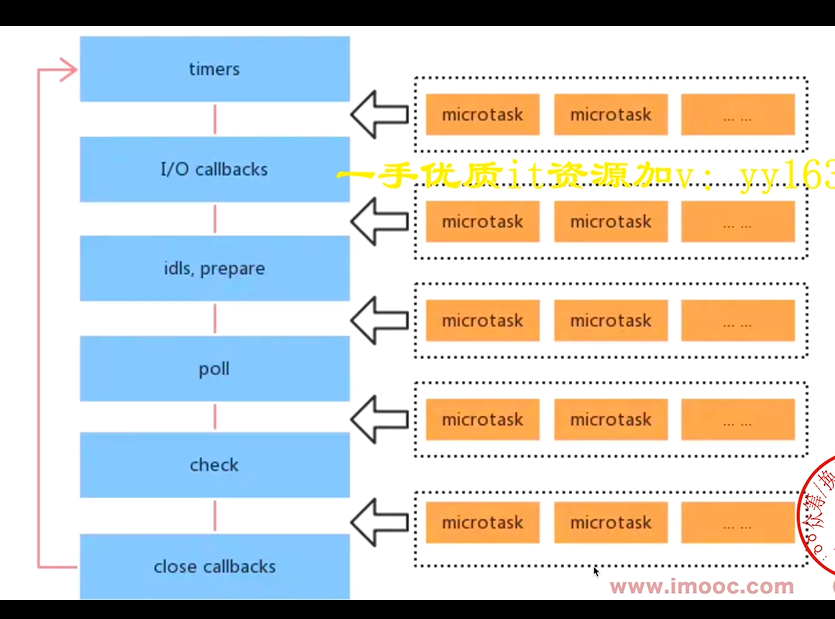 timers
microtask microtask ... ...
I/O callbacks
一手优质it资源加v：yy163
microtask microtask ... ...
idls, prepare
microtask microtask ... ...
poll
microtask microtask ... ...
check
microtask microtask ... ...
close callbacks
www.imooc.com